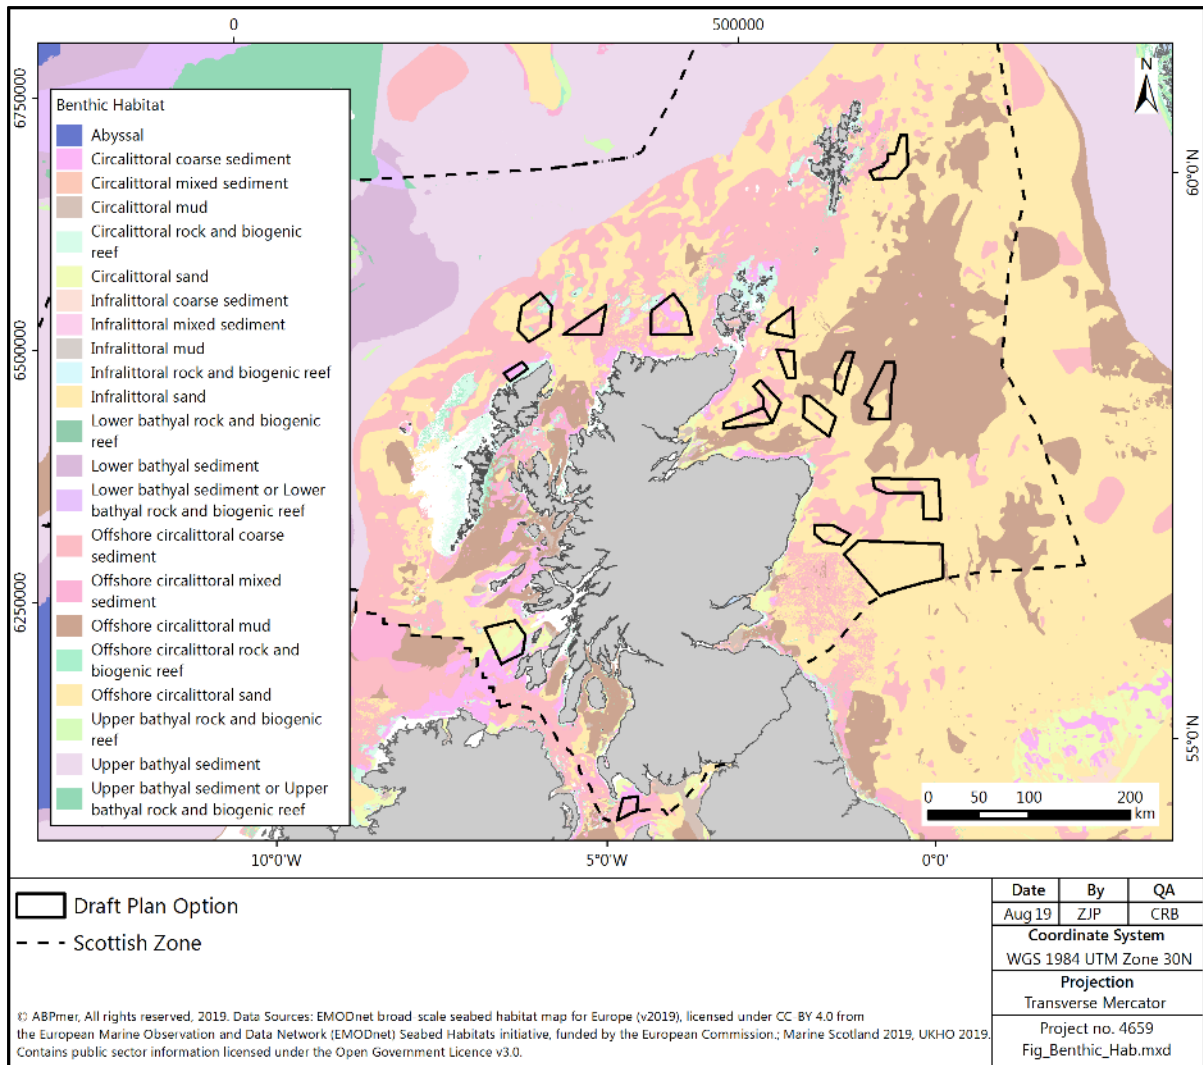 0
500000
N
6750000
6500000
6250000
60°0'N
55°0'N
Benthic Habitat
Abyssal
Circalittoral coarse sediment
Circalittoral mixed sediment
Circalittoral mud
Circalittoral rock and biogenic
reef
Circalittoral sand
Infralittoral coarse sediment
Infralittoral mixed sediment
Infralittoral mud
Infralittoral rock and biogenic reef
Infralittoral sand
Lower bathyal rock and biogenic
reef
Lower bathyal sediment
Lower bathyal sediment or Lower
bathyal rock and biogenic reef
Offshore circalittoral coarse
sediment
Offshore circalittoral mixed
sediment
Offshore circalittoral mud
Offshore circalittoral rock and
biogenic reef
Offshore circalittoral sand
Upper bathyal rock and biogenic
reef
Upper bathyal sediment
Upper bathyal sediment or Upper
bathyal rock and biogenic reef
0 50 100 200
km
10°0'W
5°0'W
0°0'
Draft Plan Option
Scottish Zone
Date By QA
Aug 19 ZJP CRB
Coordinate System
WGS 1984 UTM Zone 30N
Projection
Transverse Mercator
Project no. 4659
Fig_Benthic_Hab.mxd
© ABPmer, All rights reserved, 2019. Data Sources: EMODnet broad scale seabed habitat map for Europe (v2019), licensed under CC BY 4.0 from
the European Marine Observation and Data Network (EMODnet) Seabed Habitats initiative, funded by the European Commission.; Marine Scotland 2019, UKHO 2019.
Contains public sector information licensed under the Open Government Licence v3.0.